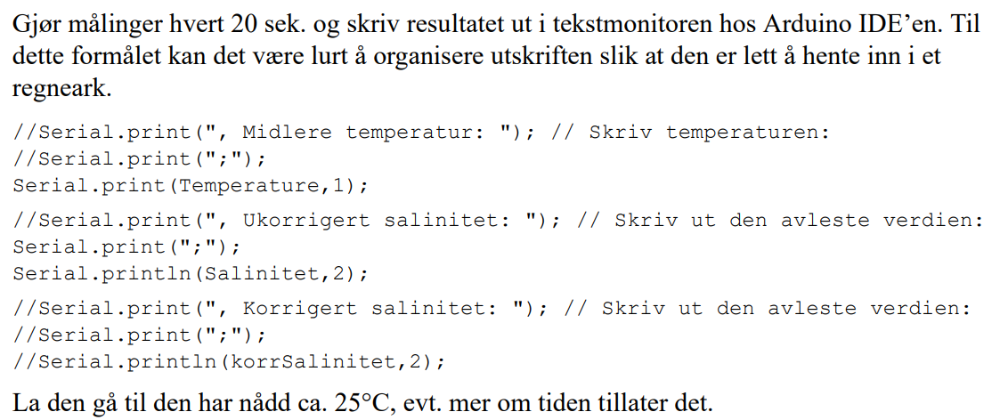 Gjør målinger hvert 20 sek. og skriv resultatet ut i tekstmonitoren hos Arduino IDE’en. Til
dette formålet kan det være lurt å organisere utskriften slik at den er lett å hente inn i et
regneark.
//Serial.print(", Midlere temperatur: "); // Skriv temperaturen:
//Serial.print(";");
Serial.print(Temperature,1);
//Serial.print(", Ukorrigert salinitet: "); // Skriv ut den avleste verdien:
Serial.print(";");
Serial.println(Salinitet,2);
//Serial.print(", Korrigert salinitet: "); // Skriv ut den avleste verdien:
//Serial.print(";");
//Serial.println(korrSalinitet,2);
La den gå til den har nådd ca. 25°C, evt. mer om tiden tillater det.